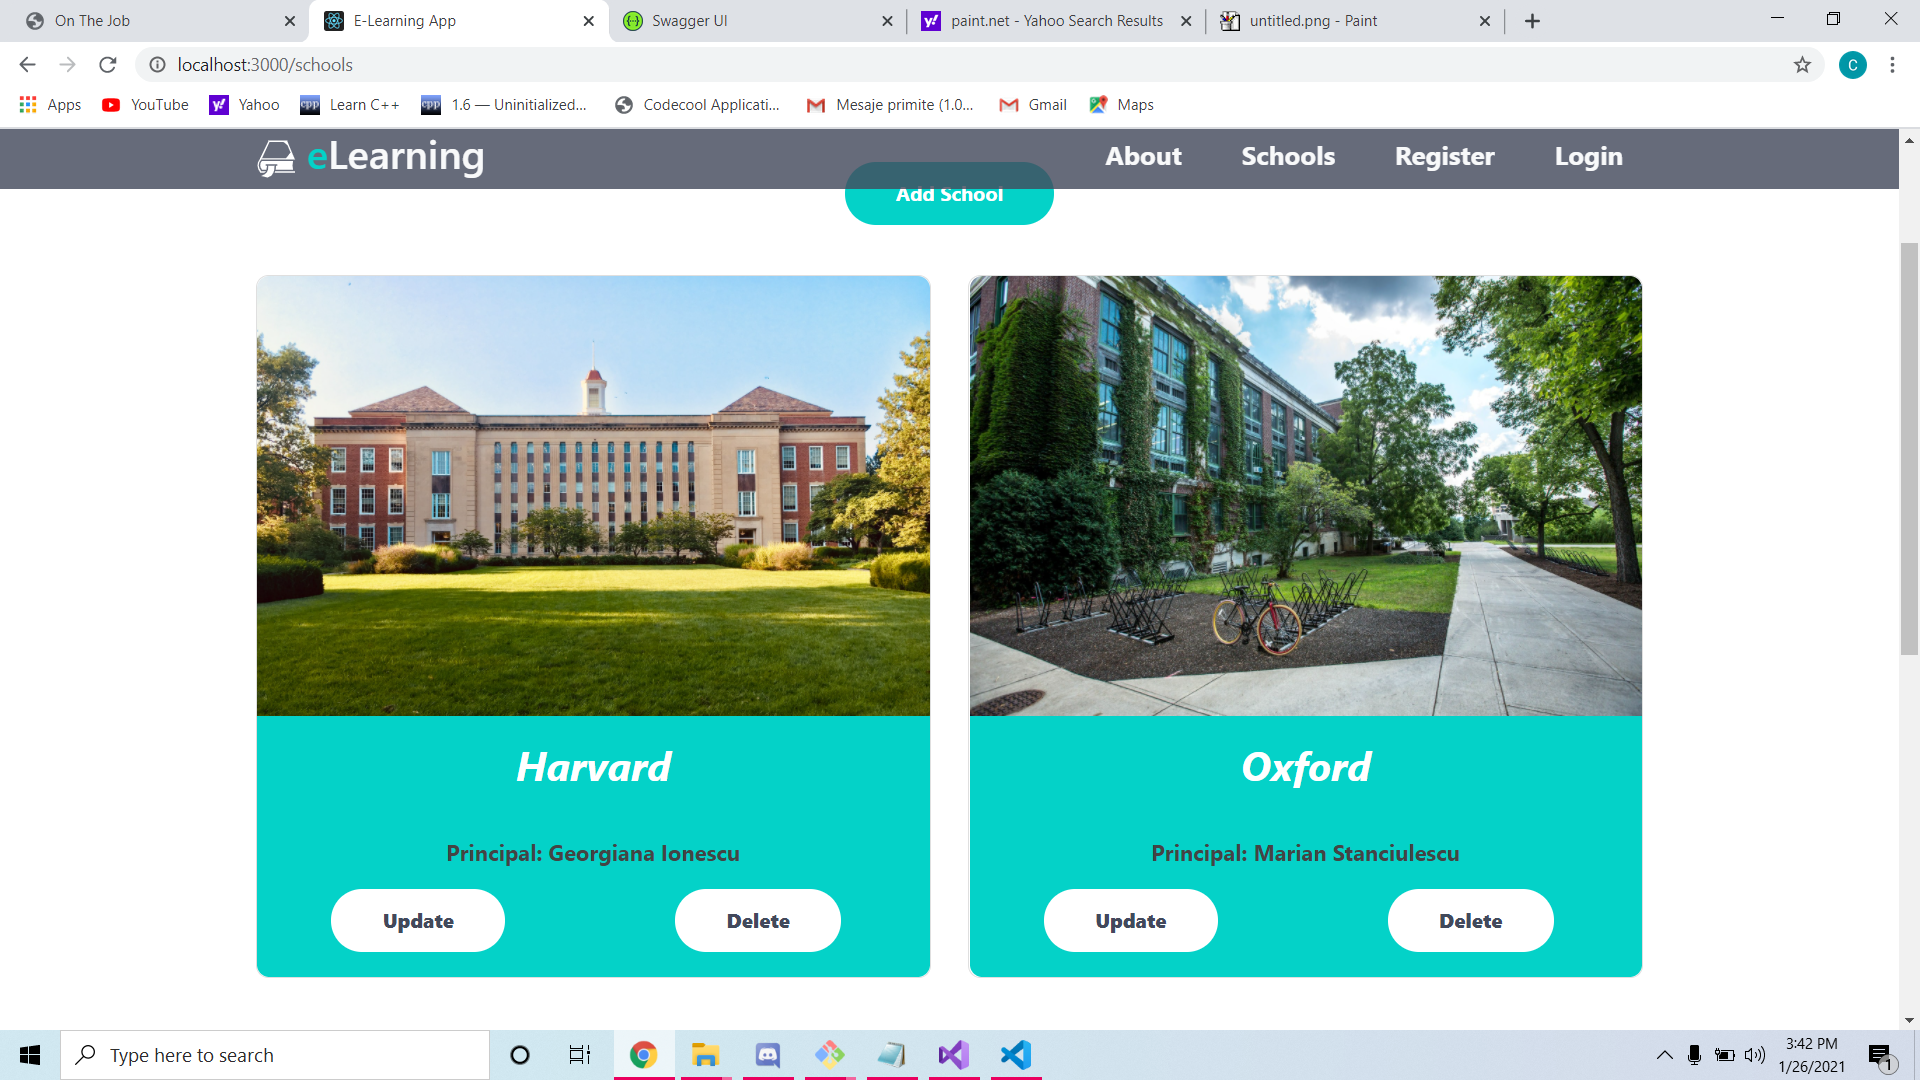 On The Job
E-Learning App
Swagger UI
paint.net - Yahoo Search Results
untitled.png - Paint
localhost:3000/schools
C
Apps
YouTube
Yahoo
Learn C++
1.6 — Uninitialized...
Codecool Applicati...
Mesaje primite (1.0...
Gmail
Maps
eLearning
About
Schools
Register
Login
Add School
Harvard
Oxford
Principal: Georgiana Ionescu
Principal: Marian Stanciulescu
Update
Delete
Update
Delete
Type here to search
3:42 PM
1/26/2021
1